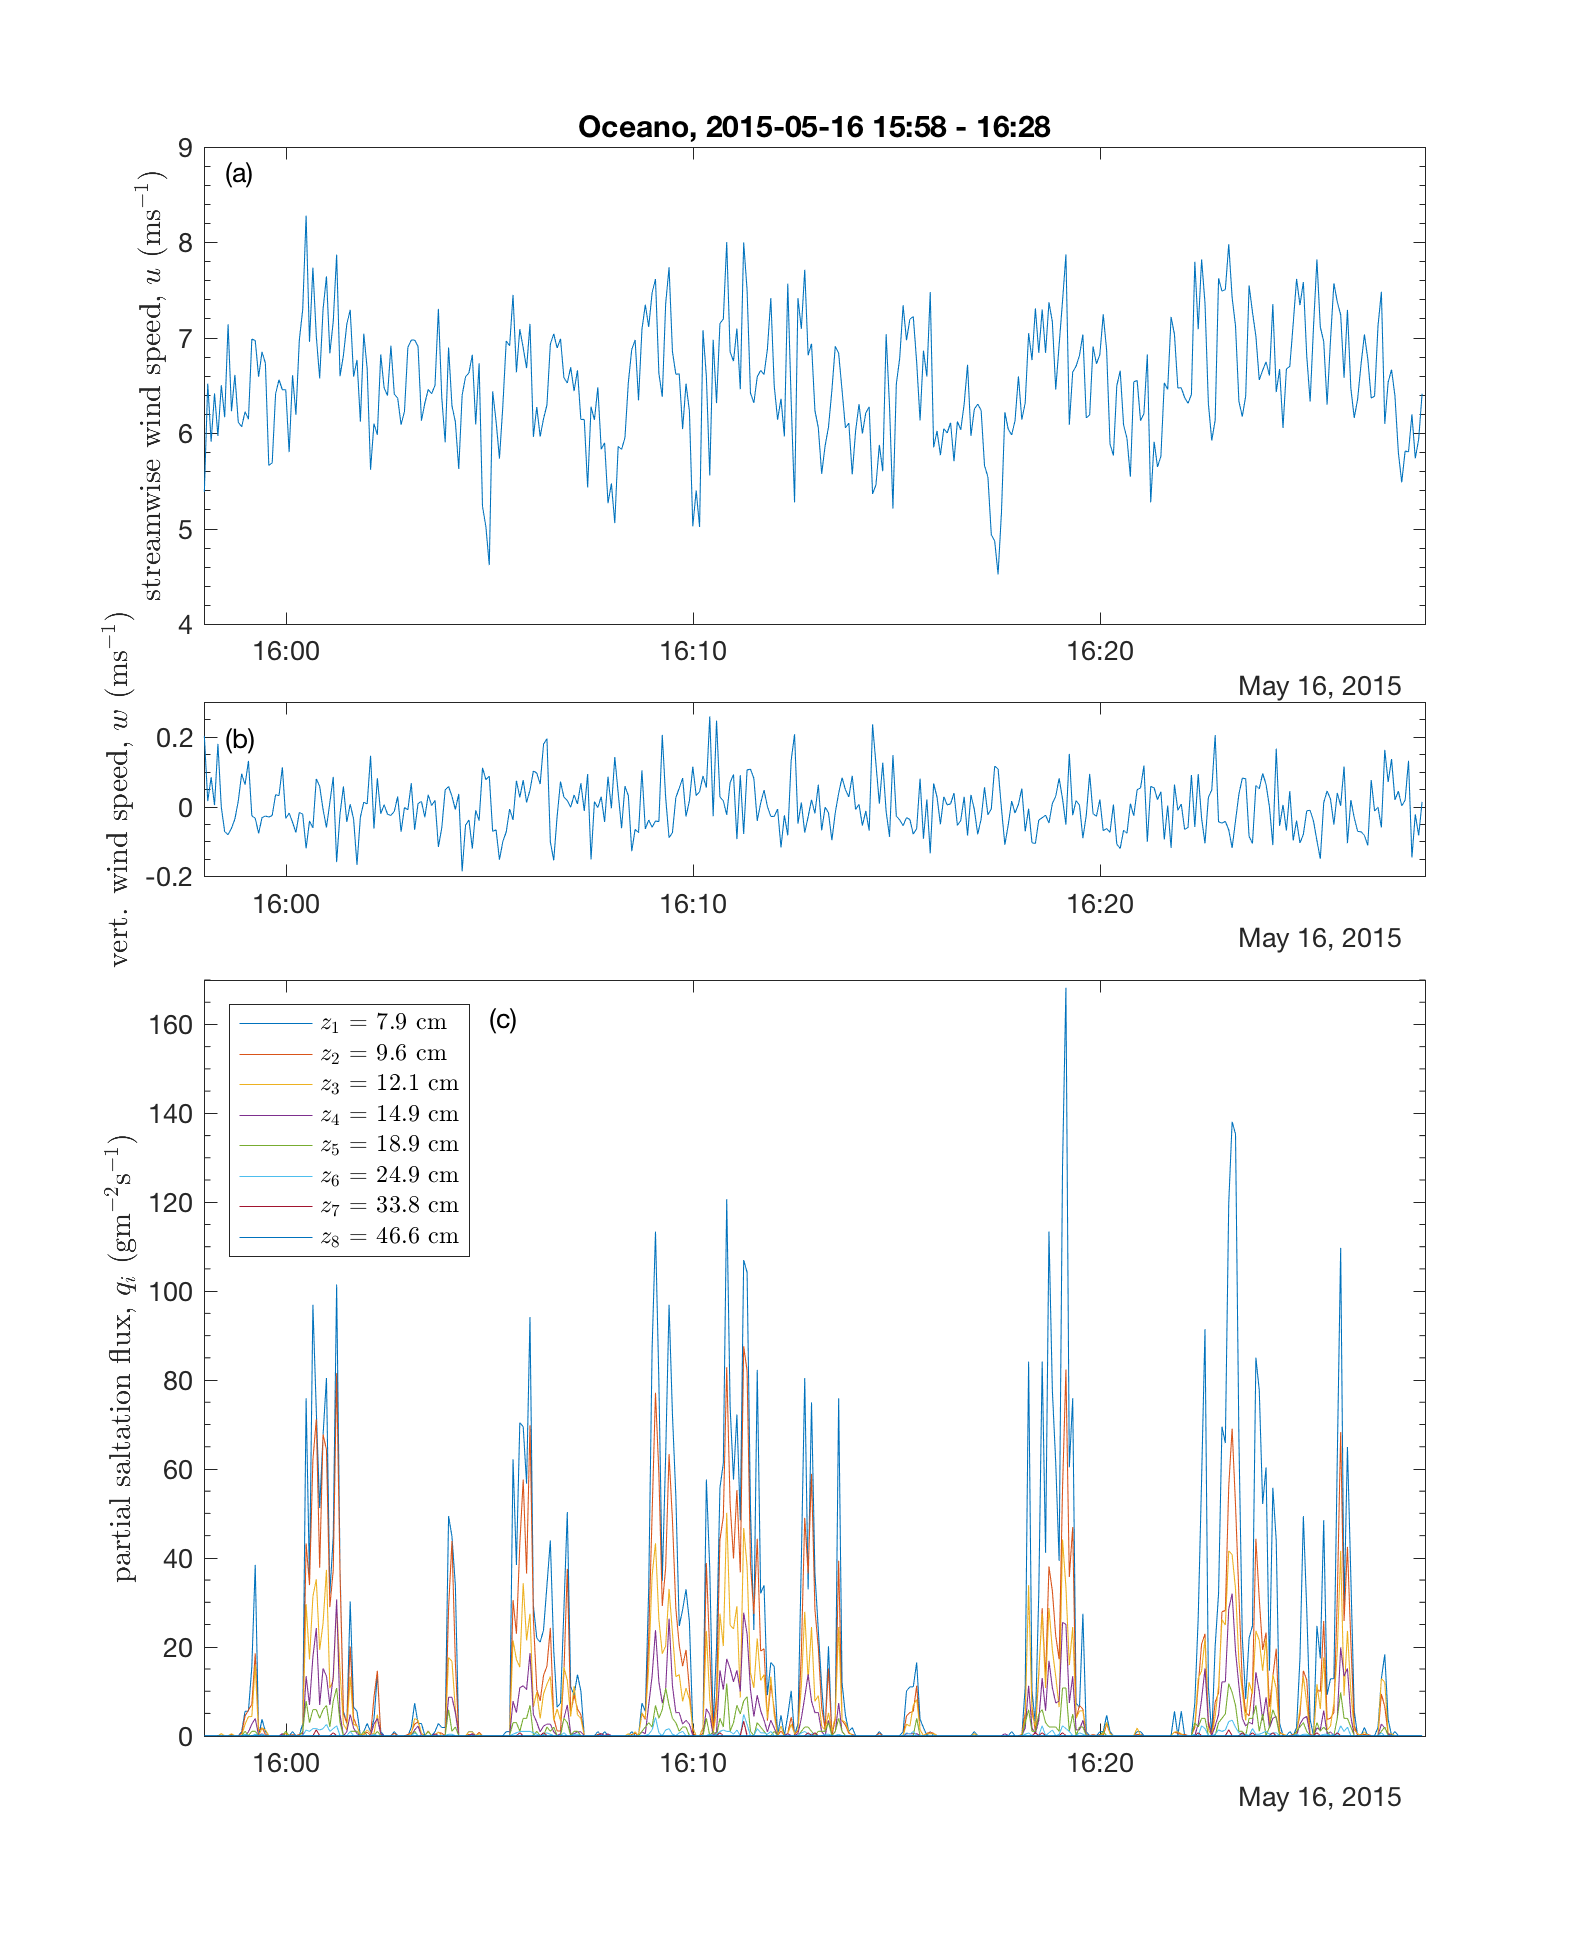 Oceano, 2015-05-16 15:58 - 16:28
(a)
streamwise wind speed, u (ms⁻¹)
9
8
7
6
5
4
16:00 16:10 16:20
May 16, 2015
(b)
vert. wind speed, w (ms⁻¹)
0.2
0
-0.2
16:00 16:10 16:20
May 16, 2015
(c)
partial saltation flux, qᵢ (gm⁻²s⁻¹)
160
140
120
100
80
60
40
20
0
z₁ = 7.9 cm
z₂ = 9.6 cm
z₃ = 12.1 cm
z₄ = 14.9 cm
z₅ = 18.9 cm
z₆ = 24.9 cm
z₇ = 33.8 cm
z₈ = 46.6 cm
16:00 16:10 16:20
May 16, 2015